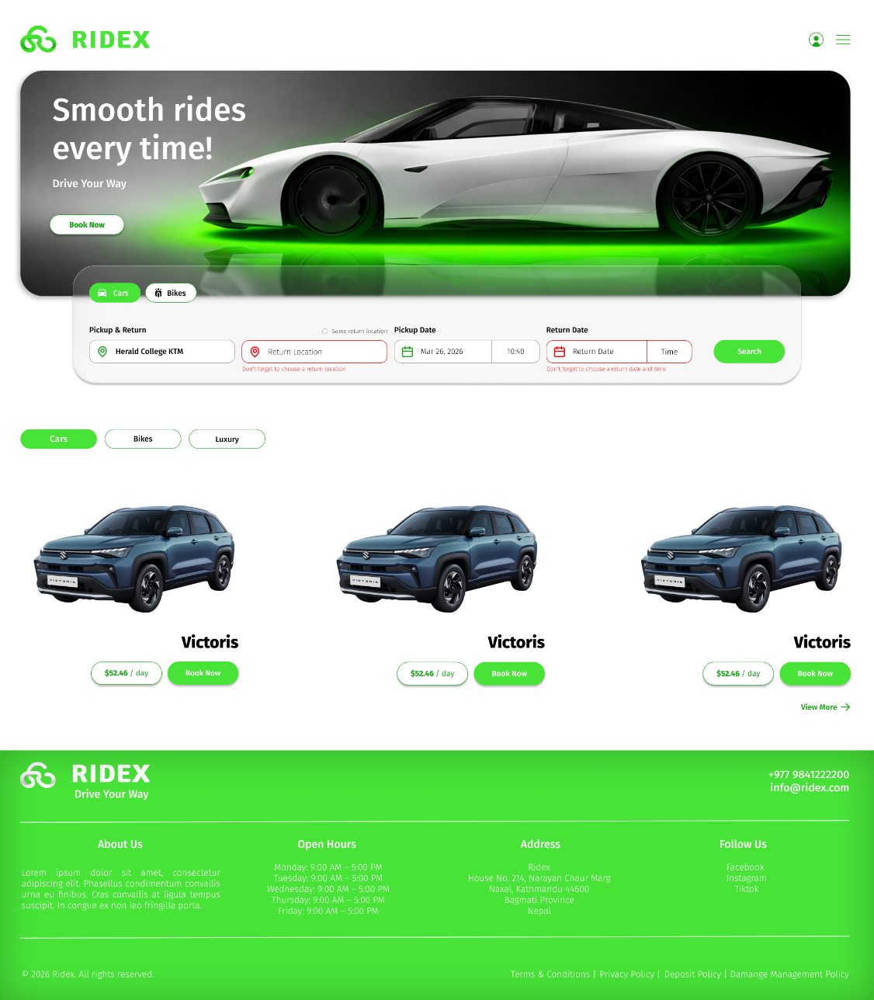 RIDEX
Smooth rides
every time!
Drive Your Way
Book Now
Cars
Bikes
Pickup & Return
Same return location
Pickup Date
Return Date
Herald College KTM
Return Location
Mar 26, 2026
10:40
Return Date
Time
Search
Don't forget to choose a return location
Don't forget to choose a return date and time
Cars
Bikes
Luxury
VICTORIS
VICTORIS
VICTORIS
Victoris
Victoris
Victoris
$52.46 / day
Book Now
$52.46 / day
Book Now
$52.46 / day
Book Now
View More
RIDEX
Drive Your Way
+977 9841222200
info@ridex.com
About Us
Lorem ipsum dolor sit amet, consectetur
adipiscing elit. Phasellus condimentum convallis
urna eu finibus. Cras convallis at ligula tempus
suscipit. In congue ex non leo fringilla porta.
Open Hours
Monday: 9:00 AM – 5:00 PM
Tuesday: 9:00 AM – 5:00 PM
Wednesday: 9:00 AM – 5:00 PM
Thursday: 9:00 AM – 5:00 PM
Friday: 9:00 AM – 5:00 PM
Address
Ridex
House No. 214, Narayan Chaur Marg
Naxal, Kathmandu 44600
Bagmati Province
Nepal
Follow Us
Facebook
Instagram
Tiktok
© 2026 Ridex. All rights reserved.
Terms & Conditions | Privacy Policy | Deposit Policy | Damange Management Policy